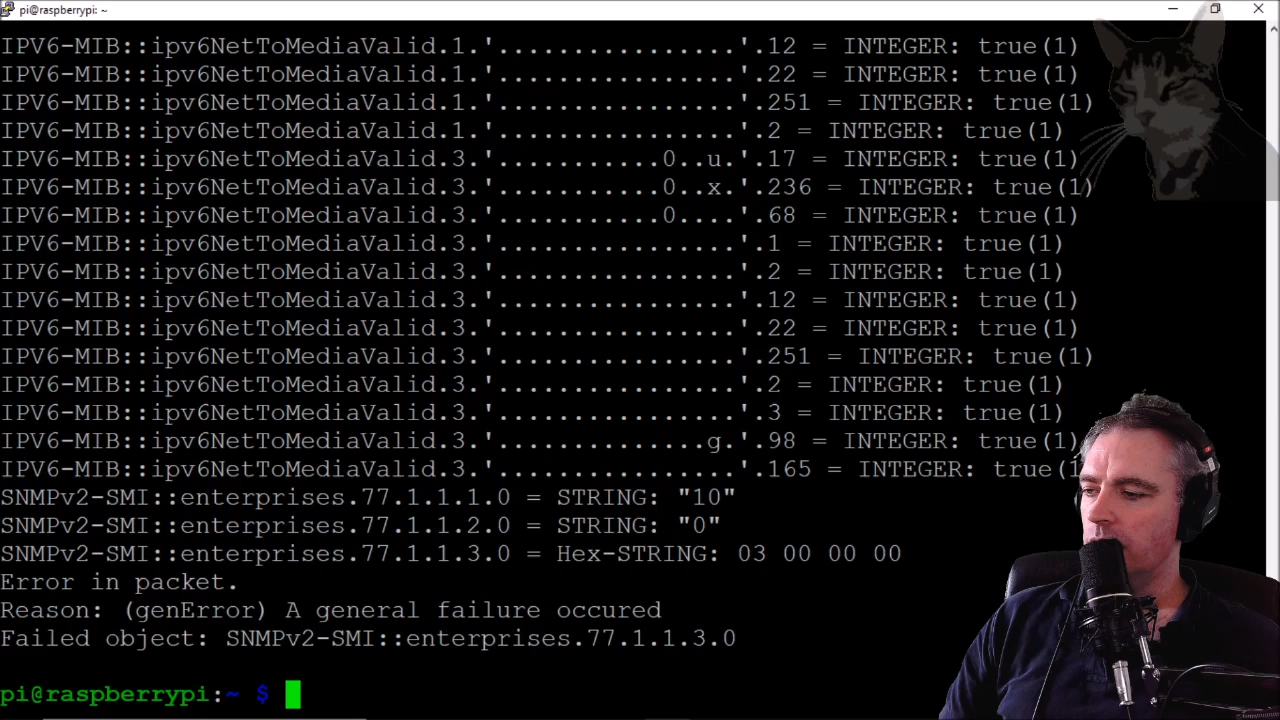 pi@raspberrypi: ~
IPV6-MIB::ipv6NetToMediaValid.1.'................'.12 = INTEGER: true(1)
IPV6-MIB::ipv6NetToMediaValid.1.'................'.22 = INTEGER: true(1)
IPV6-MIB::ipv6NetToMediaValid.1.'................'.251 = INTEGER: true(1)
IPV6-MIB::ipv6NetToMediaValid.1.'................'.2 = INTEGER: true(1)
IPV6-MIB::ipv6NetToMediaValid.3.'...........0..u.'.17 = INTEGER: true(1)
IPV6-MIB::ipv6NetToMediaValid.3.'...........0..x.'.236 = INTEGER: true(1)
IPV6-MIB::ipv6NetToMediaValid.3.'...........0....'.68 = INTEGER: true(1)
IPV6-MIB::ipv6NetToMediaValid.3.'................'.1 = INTEGER: true(1)
IPV6-MIB::ipv6NetToMediaValid.3.'................'.2 = INTEGER: true(1)
IPV6-MIB::ipv6NetToMediaValid.3.'................'.12 = INTEGER: true(1)
IPV6-MIB::ipv6NetToMediaValid.3.'................'.22 = INTEGER: true(1)
IPV6-MIB::ipv6NetToMediaValid.3.'................'.251 = INTEGER: true(1)
IPV6-MIB::ipv6NetToMediaValid.3.'................'.2 = INTEGER: true(1)
IPV6-MIB::ipv6NetToMediaValid.3.'................'.3 = INTEGER: true(1)
IPV6-MIB::ipv6NetToMediaValid.3.'..............g.'.98 = INTEGER: true(1)
IPV6-MIB::ipv6NetToMediaValid.3.'................'.165 = INTEGER: true(1
SNMPv2-SMI::enterprises.77.1.1.1.0 = STRING: "10"
SNMPv2-SMI::enterprises.77.1.1.2.0 = STRING: "0"
SNMPv2-SMI::enterprises.77.1.1.3.0 = Hex-STRING: 03 00 00 00
Error in packet.
Reason: (genError) A general failure occured
Failed object: SNMPv2-SMI::enterprises.77.1.1.3.0
pi@raspberrypi:~ $